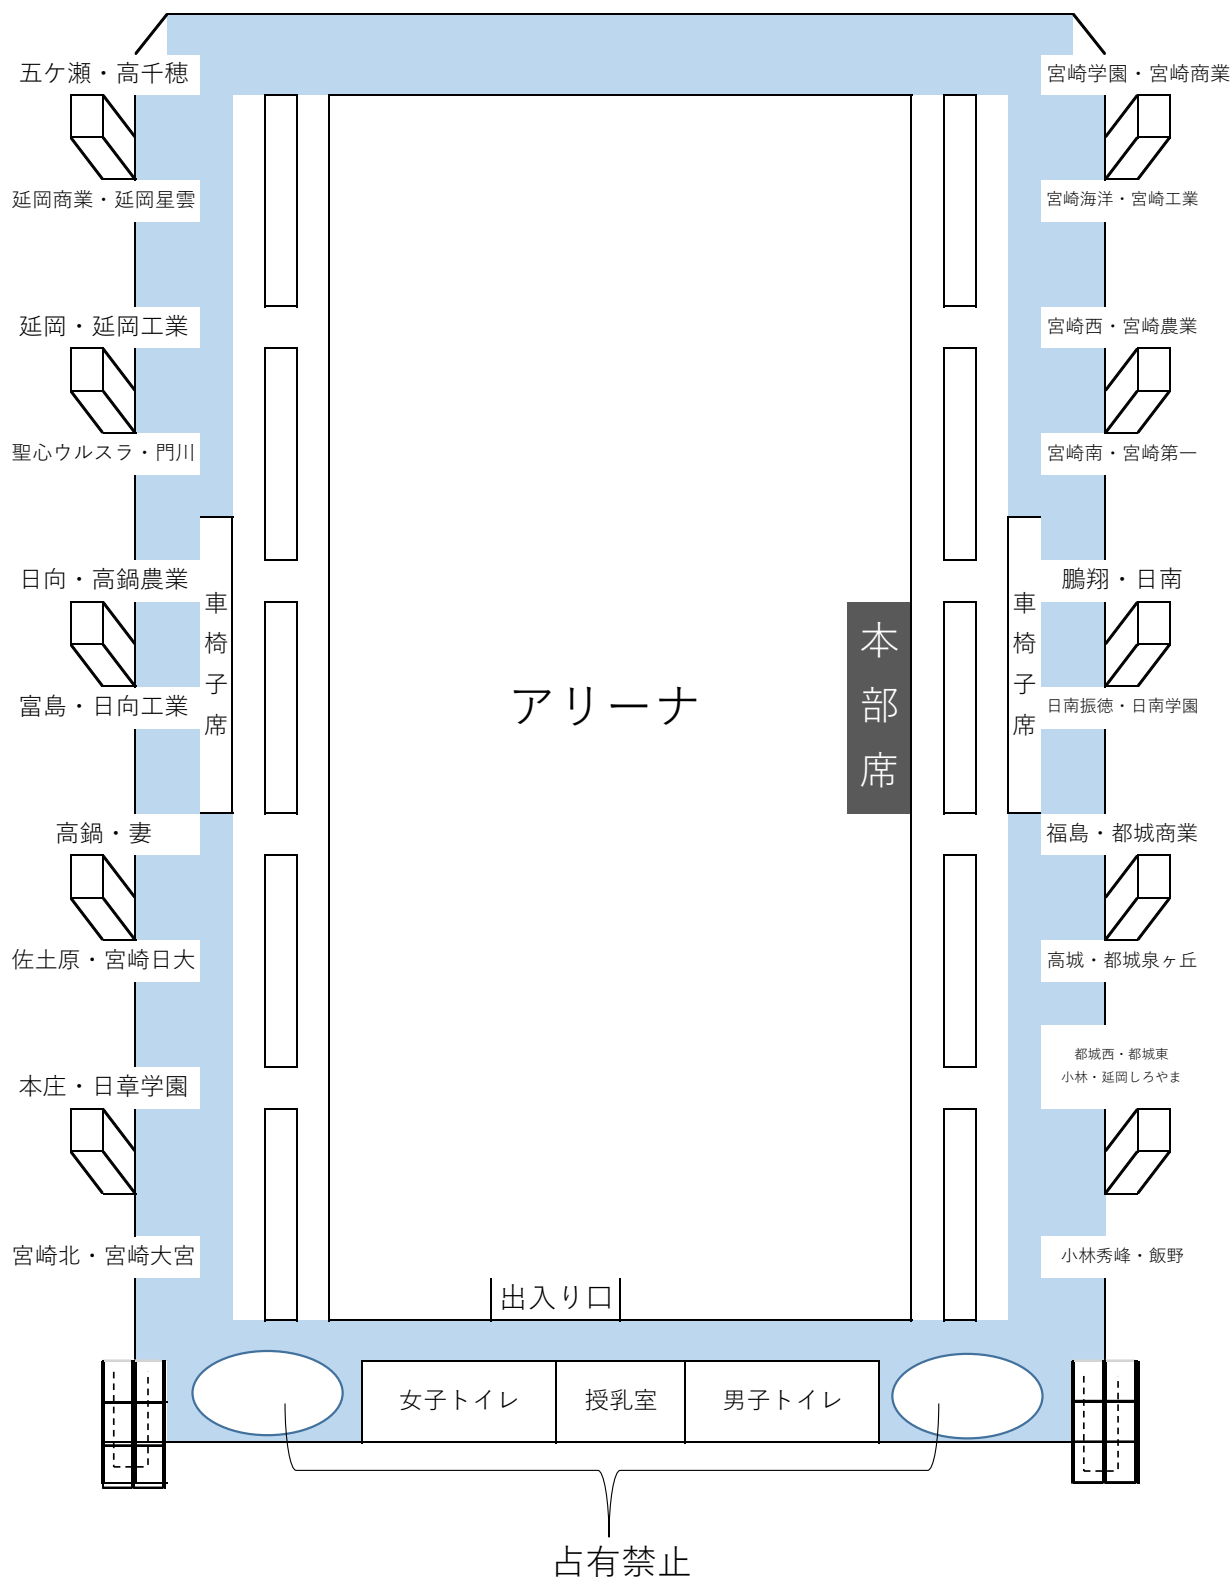 五ケ瀬・高千穂
宮崎学園・宮崎商業
延岡商業・延岡星雲
宮崎海洋・宮崎工業
延岡・延岡工業
宮崎西・宮崎農業
聖心ウルスラ・門川
宮崎南・宮崎第一
日向・高鍋農業
鵬翔・日南
車椅子席
本部席
車椅子席
アリーナ
富島・日向工業
日南振徳・日南学園
高鍋・妻
福島・都城商業
佐土原・宮崎日大
高城・都城泉ヶ丘
都城西・都城東
小林・延岡しろやま
本庄・日章学園
宮崎北・宮崎大宮
小林秀峰・飯野
出入り口
女子トイレ
授乳室
男子トイレ
占有禁止